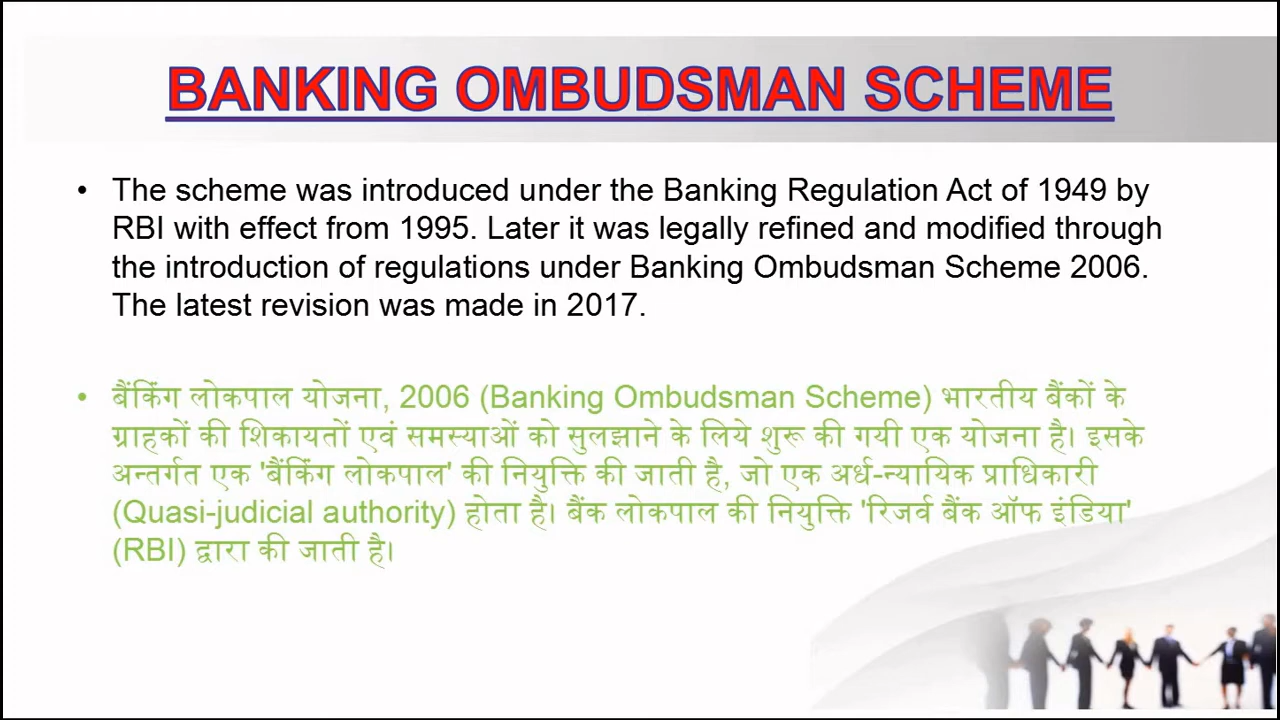 BANKING OMBUDSMAN SCHEME
• The scheme was introduced under the Banking Regulation Act of 1949 by
RBI with effect from 1995. Later it was legally refined and modified through
the introduction of regulations under Banking Ombudsman Scheme 2006.
The latest revision was made in 2017.
• बैंकिंग लोकपाल योजना, 2006 (Banking Ombudsman Scheme) भारतीय बैंकों के
ग्राहकों की शिकायतों एवं समस्याओं को सुलझाने के लिये शुरू की गयी एक योजना है। इसके
अन्तर्गत एक 'बैंकिंग लोकपाल' की नियुक्ति की जाती है, जो एक अर्ध-न्यायिक प्राधिकारी
(Quasi-judicial authority) होता है। बैंक लोकपाल की नियुक्ति 'रिजर्व बैंक ऑफ इंडिया'
(RBI) द्वारा की जाती है।